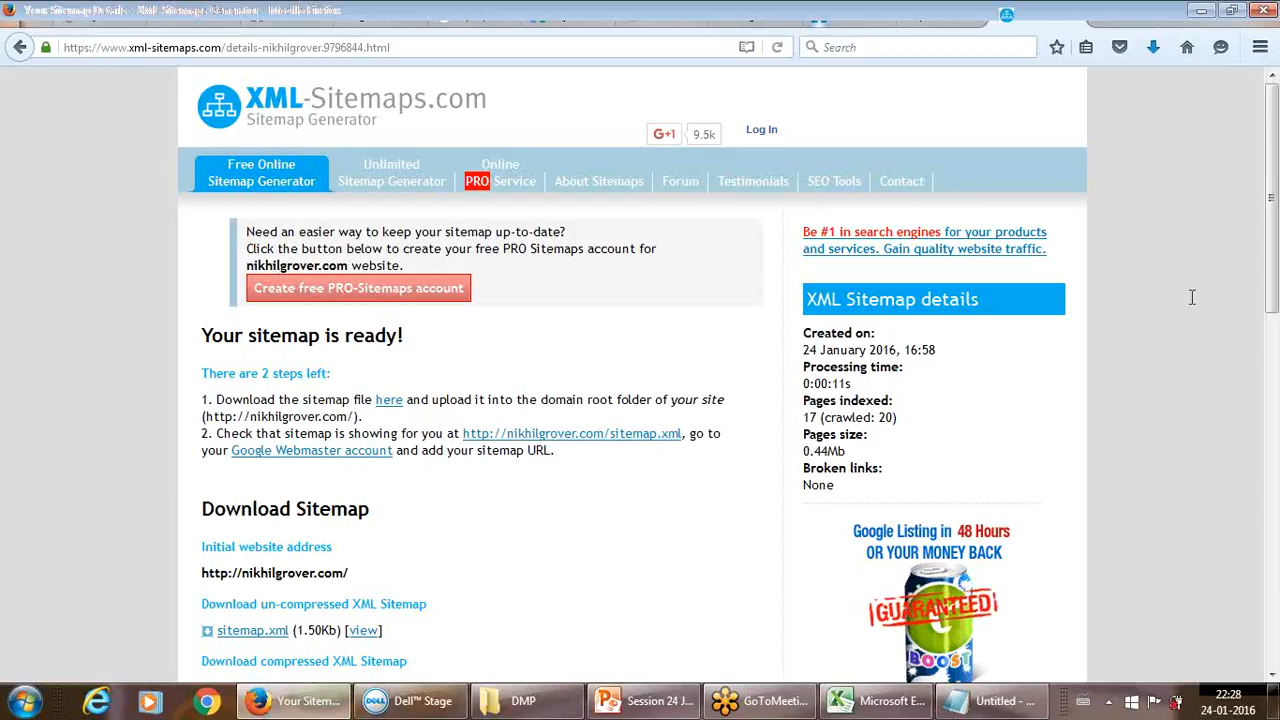 https://www.xml-sitemaps.com/details-nikhilgrover.9796844.html
Search
XML-Sitemaps.com
Sitemap Generator
G+1
9.5k
Log In
Free Online
Sitemap Generator
Unlimited
Sitemap Generator
Online
PRO Service
About Sitemaps
Forum
Testimonials
SEO Tools
Contact
Need an easier way to keep your sitemap up-to-date?
Click the button below to create your free PRO Sitemaps account for
nikhilgrover.com website.
Create free PRO-Sitemaps account
Your sitemap is ready!
There are 2 steps left:
1. Download the sitemap file here and upload it into the domain root folder of your site
(http://nikhilgrover.com/).
2. Check that sitemap is showing for you at http://nikhilgrover.com/sitemap.xml, go to
your Google Webmaster account and add your sitemap URL.
Download Sitemap
Initial website address
http://nikhilgrover.com/
Download un-compressed XML Sitemap
sitemap.xml (1.50Kb) [view]
Download compressed XML Sitemap
Be #1 in search engines for your products
and services. Gain quality website traffic.
XML Sitemap details
Created on:
24 January 2016, 16:58
Processing time:
0:00:11s
Pages indexed:
17 (crawled: 20)
Pages size:
0.44Mb
Broken links:
None
Google Listing in 48 Hours
OR YOUR MONEY BACK
GUARANTEED
BOOST
Your Sitem...
Dell™ Stage
DMP
Session 24 J...
GoToMeeti...
Microsoft E...
Untitled - ...
22:28
24-01-2016